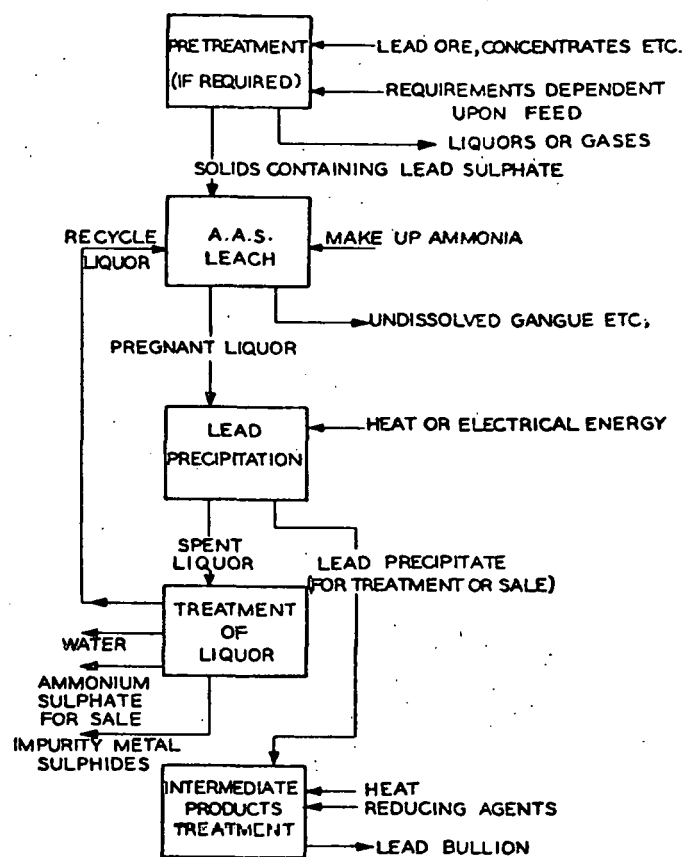 PRETREATMENT
(IF REQUIRED)
LEAD ORE, CONCENTRATES ETC.
REQUIREMENTS DEPENDENT
UPON FEED
LIQUORS OR GASES
SOLIDS CONTAINING LEAD SULPHATE
RECYCLE
LIQUOR
A.A.S.
LEACH
MAKE UP AMMONIA
UNDISSOLVED GANGUE ETC,
PREGNANT LIQUOR
LEAD
PRECIPITATION
HEAT OR ELECTRICAL ENERGY
SPENT
LIQUOR
LEAD PRECIPITATE
(FOR TREATMENT OR SALE)
TREATMENT
OF
LIQUOR
WATER
AMMONIUM
SULPHATE
FOR SALE
IMPURITY METAL
SULPHIDES
INTERMEDIATE
PRODUCTS
TREATMENT
HEAT
REDUCING AGENTS
LEAD BULLION